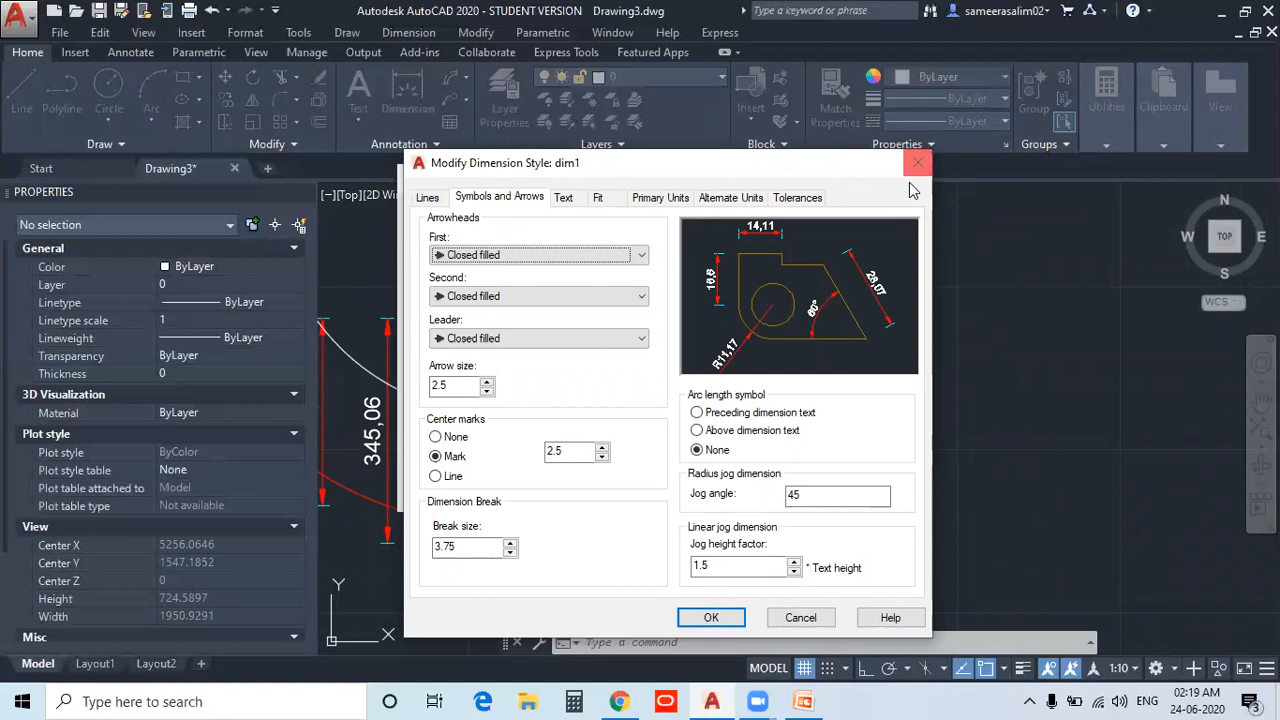 Autodesk AutoCAD 2020 - STUDENT VERSION Drawing3.dwg
Type a keyword or phrase
sameerasalim02
File Edit View Insert Format Tools Draw Dimension Modify Parametric Window Help Express
Home Insert Annotate Parametric View Manage Output Add-ins Collaborate Express Tools Featured Apps
Line Polyline Circle Arc
Text Dimension
Layer Properties
0
Insert
Match Properties
ByLayer
ByLayer
ByLayer
Group
Utilities
Clipboard
View
Draw Modify Annotation Layers Block Properties Groups
Start Drawing3*
PROPERTIES
No selection
General
Color ByLayer
Layer 0
Linetype ByLayer
Linetype scale 1
Lineweight ByLayer
Transparency ByLayer
Thickness 0
3D Visualization
Material ByLayer
Plot style
Plot style ByColor
Plot style table None
Plot table attached to Model
Plot table type Not available
View
Center X 5256.0646
Center Y 1547.1852
Center Z 0
Height 724.5897
Width 1950.9291
Misc
[−][Top][2D Wi
345,06
Y
X
Modify Dimension Style: dim1
Lines Symbols and Arrows Text Fit Primary Units Alternate Units Tolerances
Arrowheads
First:
Closed filled
Second:
Closed filled
Leader:
Closed filled
Arrow size:
2.5
Center marks
None
Mark
Line
2.5
Dimension Break
Break size:
3.75
14,11
16,6
28,07
60°
R11,17
Arc length symbol
Preceding dimension text
Above dimension text
None
Radius jog dimension
Jog angle: 45
Linear jog dimension
Jog height factor:
1.5 * Text height
OK Cancel Help
N
W TOP E
S
WCS
Type a command
Model Layout1 Layout2 +
MODEL 1:10
Type here to search
ENG
02:19 AM
24-06-2020
3